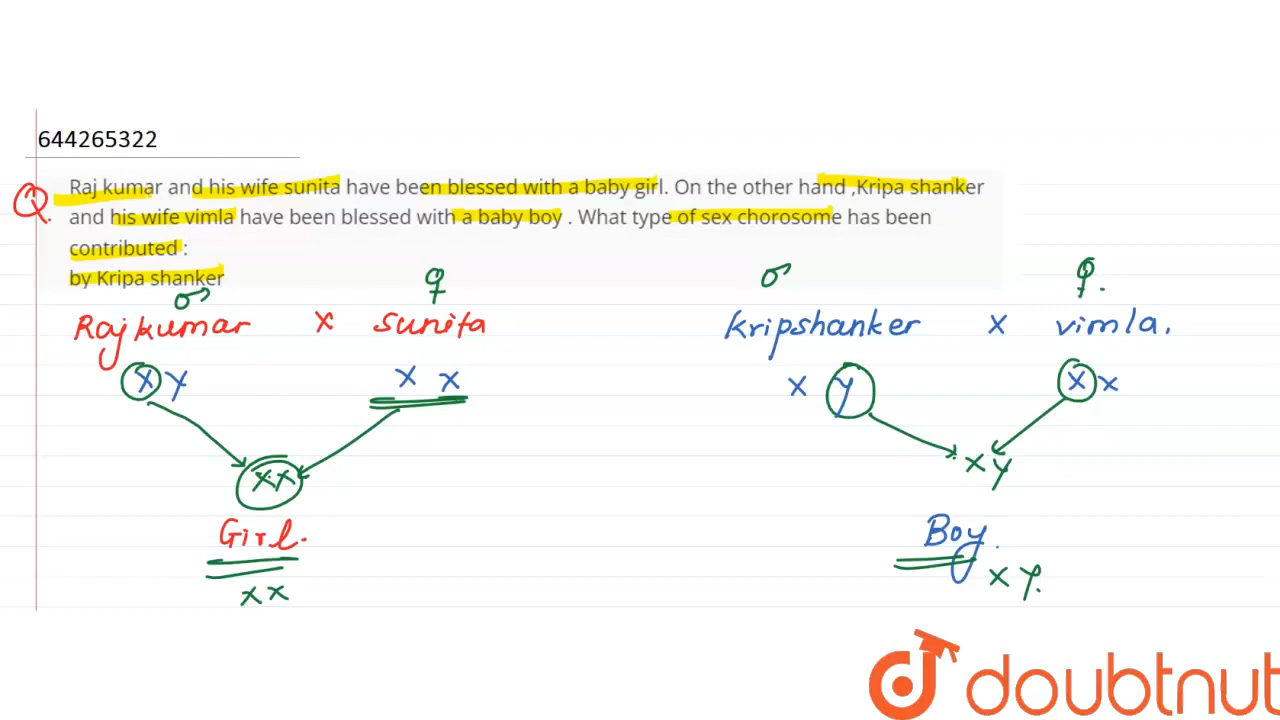 644265322
Q. Raj kumar and his wife sunita have been blessed with a baby girl. On the other hand ,Kripa shanker
and his wife vimla have been blessed with a baby boy . What type of sex chorosome has been
contributed :
by Kripa shanker
♂ ♀ ♂ ♀.
Rajkumar x sunita kripshanker x vimla.
X Y X X X Y X X
XX XY
Girl. Boy.
XX XY.
doubtnut